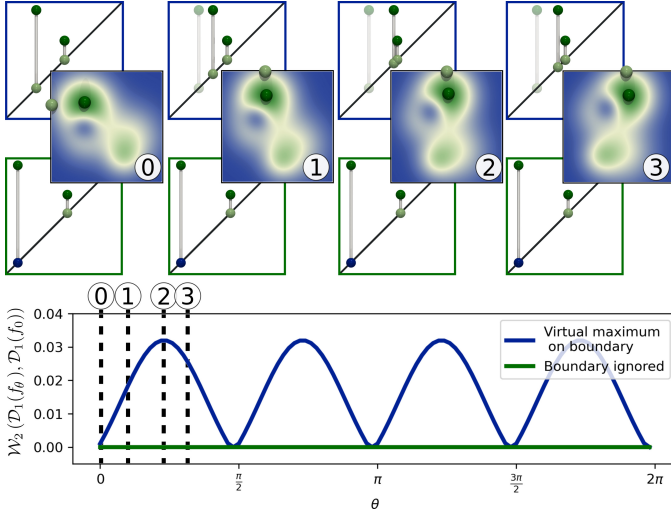 0
1
2
3
0 1 2 3
0.04
0.03
0.02
0.01
0.00
W₂ (D₁(f_θ), D₁(f₀))
Virtual maximum
on boundary
Boundary ignored
0 π/2 π 3π/2 2π
θ